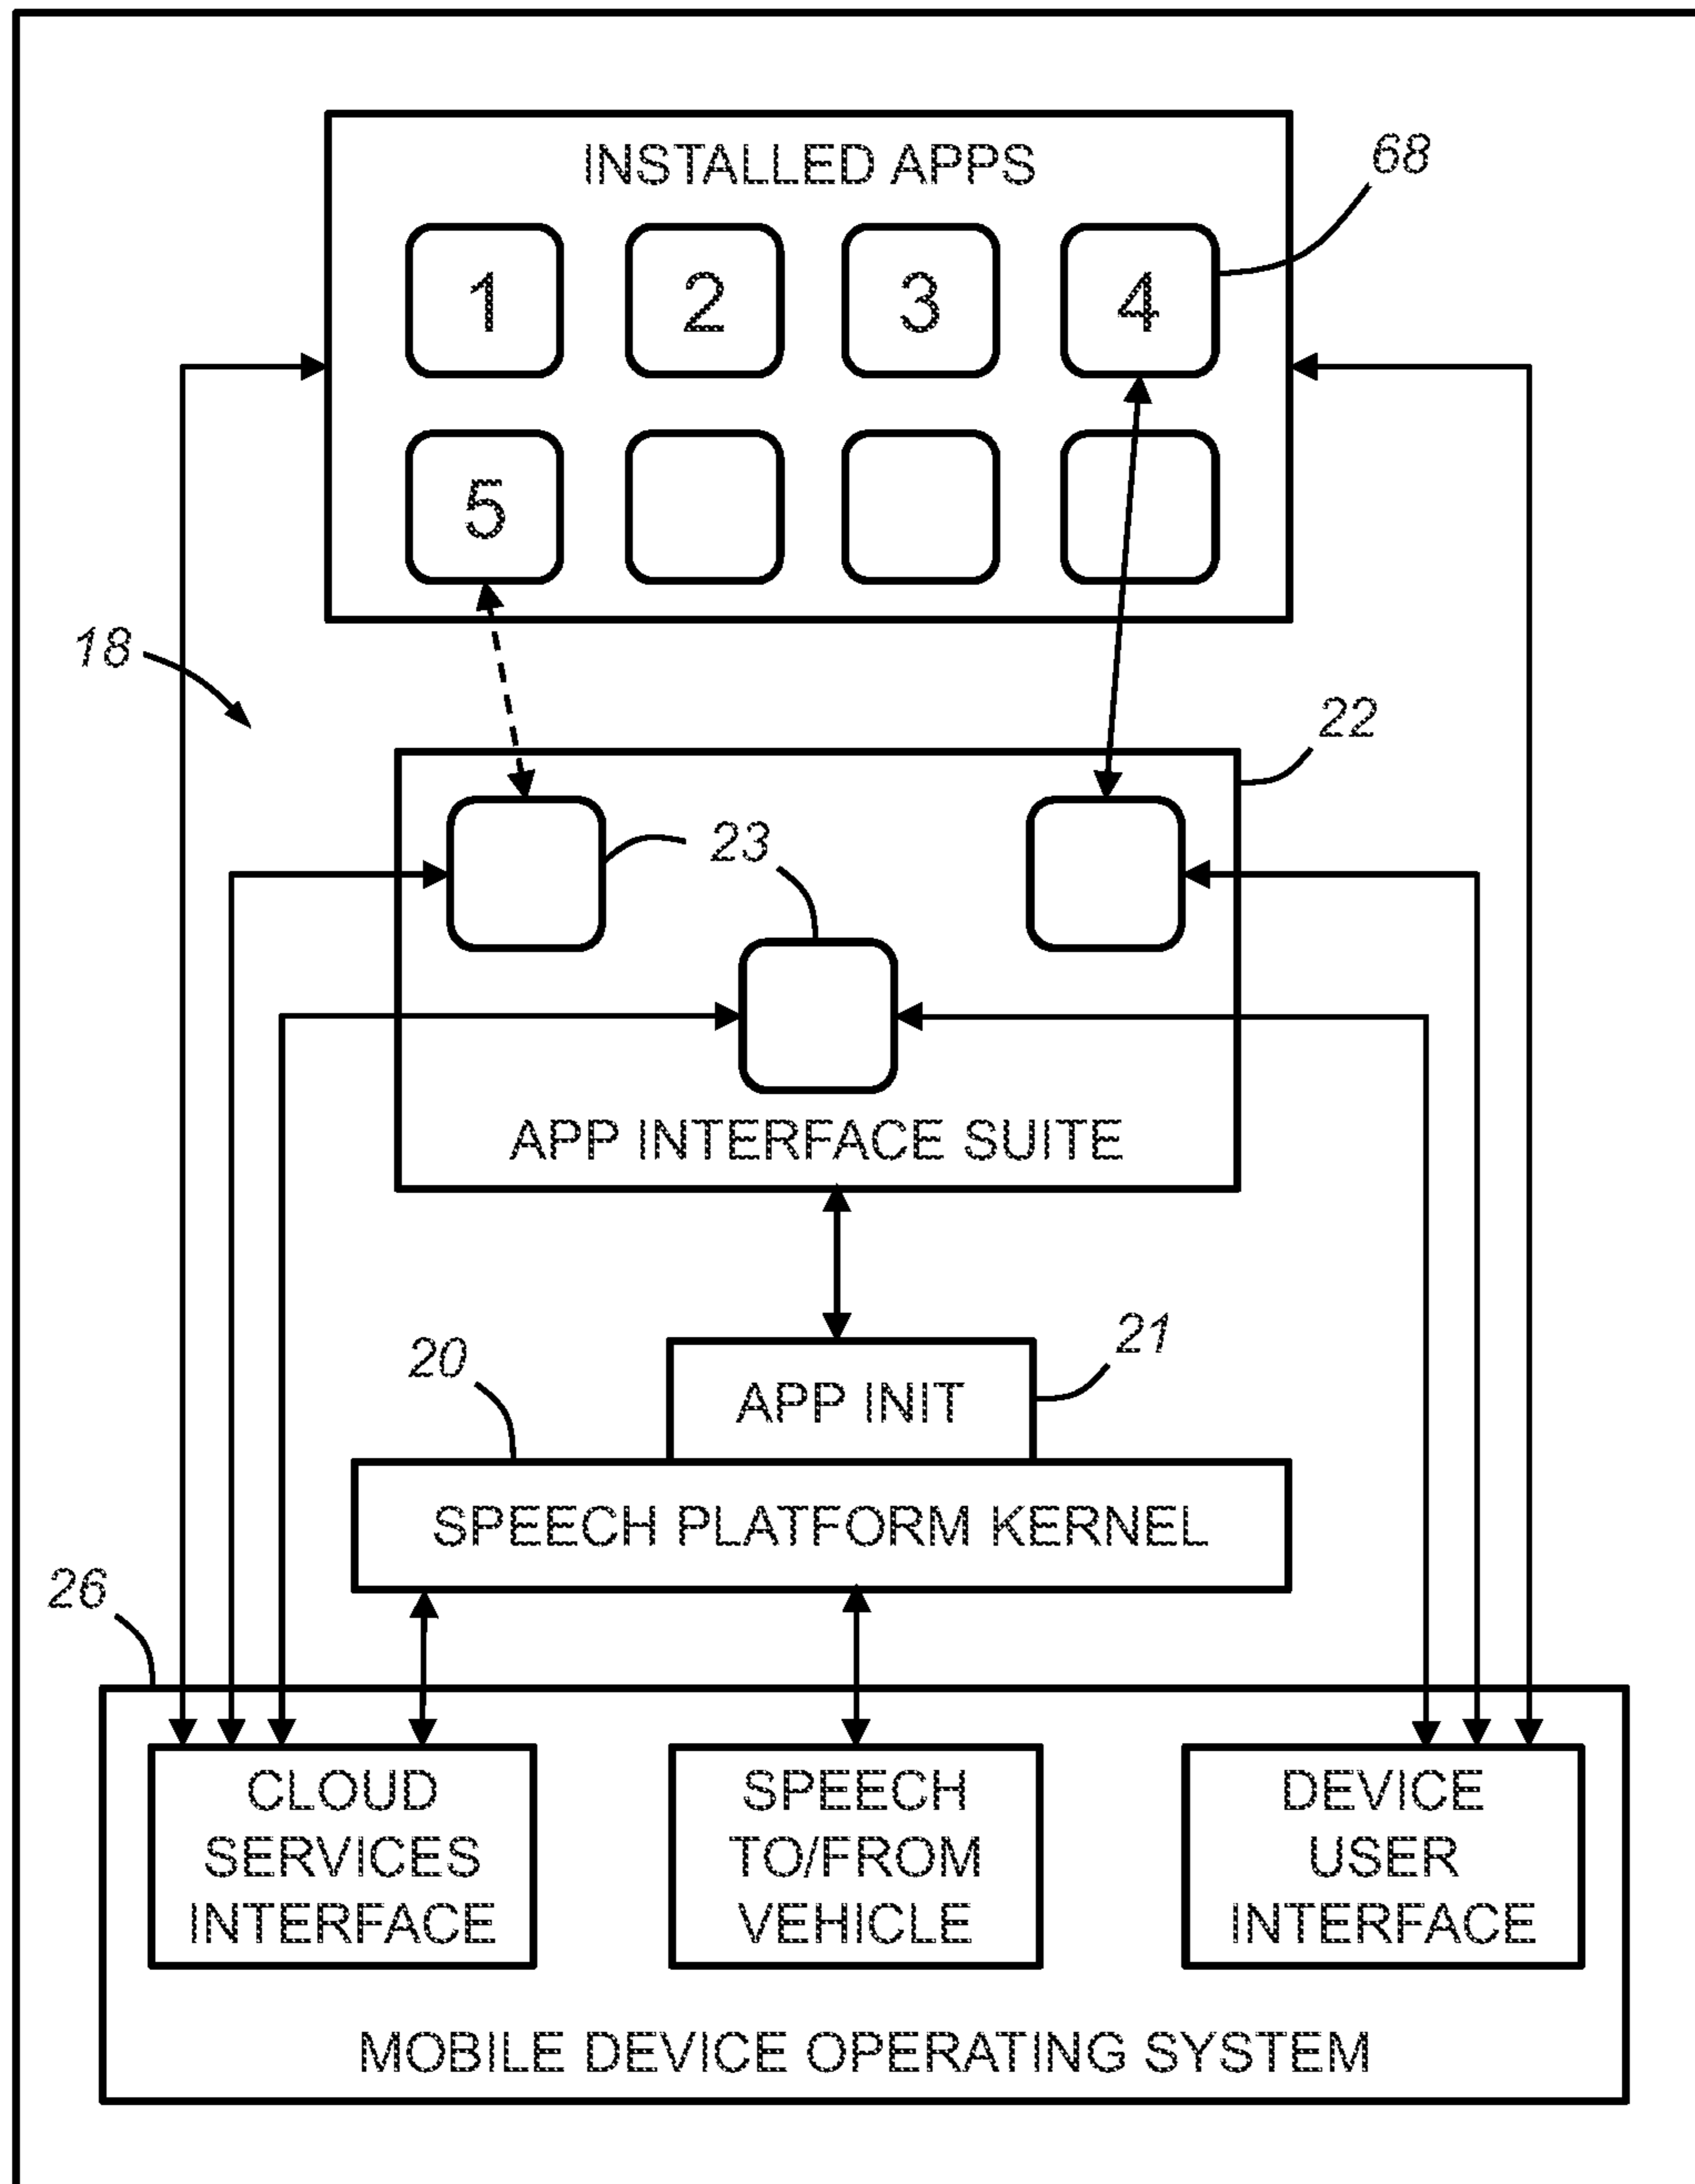 INSTALLED APPS
68
1 2 3 4
5
18
22
23
APP INTERFACE SUITE
20
21
APP INIT
SPEECH PLATFORM KERNEL
26
CLOUD
SERVICES
INTERFACE
SPEECH
TO/FROM
VEHICLE
DEVICE
USER
INTERFACE
MOBILE DEVICE OPERATING SYSTEM